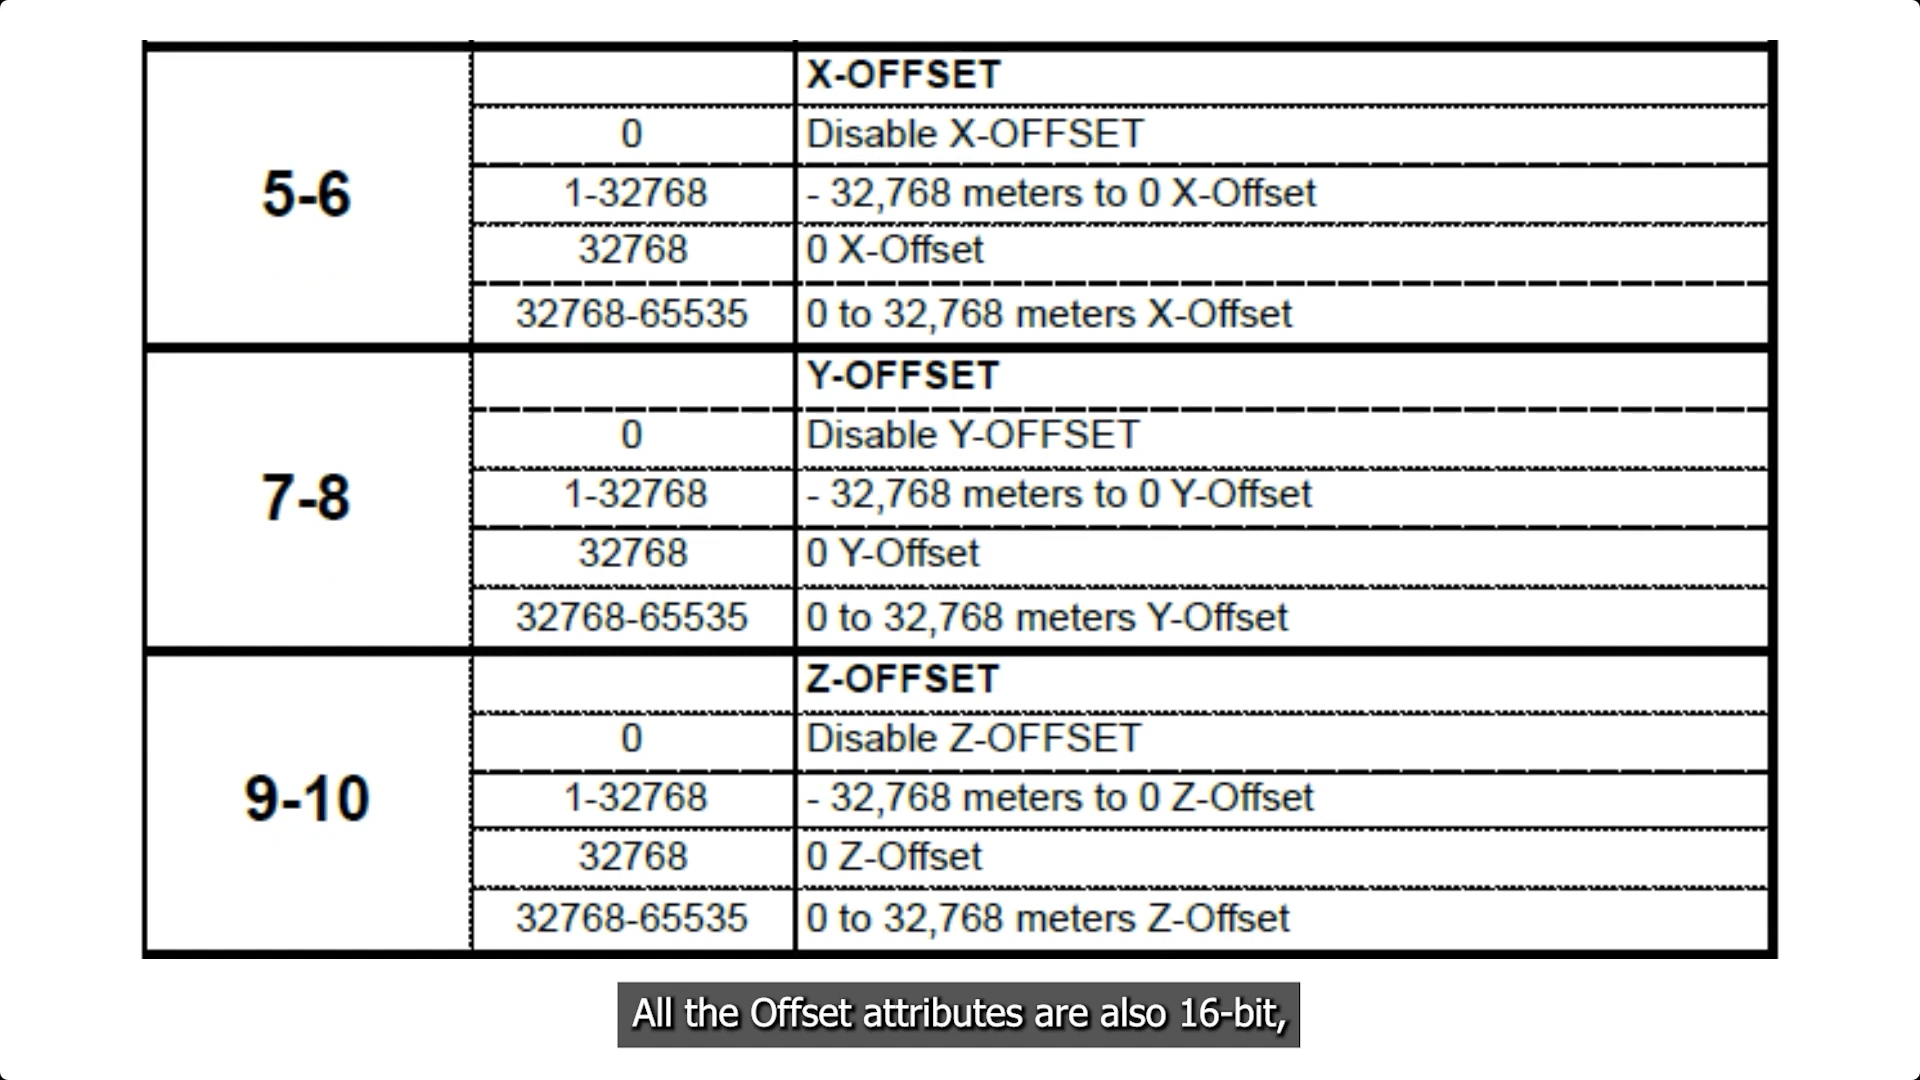 X-OFFSET
0 Disable X-OFFSET
1-32768 - 32,768 meters to 0 X-Offset
5-6
32768 0 X-Offset
32768-65535 0 to 32,768 meters X-Offset
Y-OFFSET
0 Disable Y-OFFSET
1-32768 - 32,768 meters to 0 Y-Offset
7-8
32768 0 Y-Offset
32768-65535 0 to 32,768 meters Y-Offset
Z-OFFSET
0 Disable Z-OFFSET
1-32768 - 32,768 meters to 0 Z-Offset
9-10
32768 0 Z-Offset
32768-65535 0 to 32,768 meters Z-Offset
All the Offset attributes are also 16-bit,